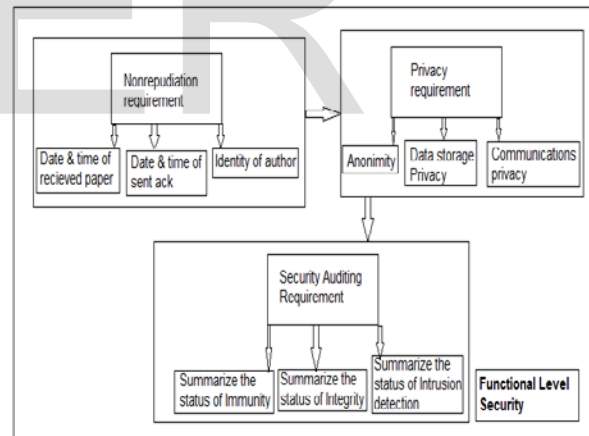 ER
Nonrepudiation
requirement
Date & time of
recieved paper
Date & time of
sent ack
Identity of author
Privacy
requirement
Anonimity
Data storage
Privacy
Communications
privacy
Security Auditing
Requirement
Summarize the
status of Immunity
Summarize the
status of Integrity
Summarize the
status of Intrusion
detection
Functional Level
Security